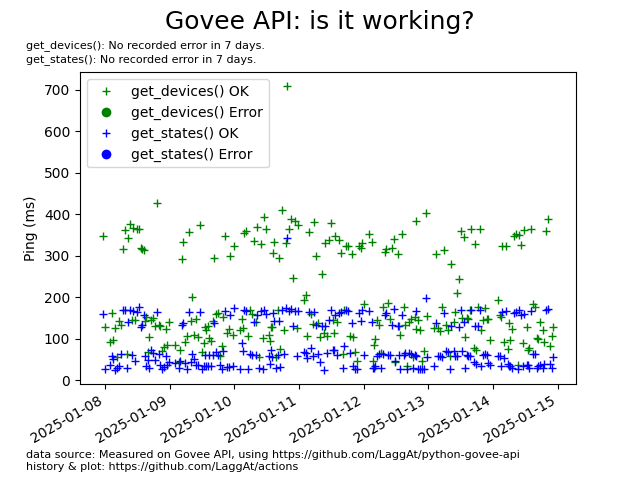 Govee API: is it working?
get_devices(): No recorded error in 7 days.
get_states(): No recorded error in 7 days.
get_devices() OK
get_devices() Error
get_states() OK
get_states() Error
Ping (ms)
700
600
500
400
300
200
100
0
2025-01-08
2025-01-09
2025-01-10
2025-01-11
2025-01-12
2025-01-13
2025-01-14
2025-01-15
data source: Measured on Govee API, using https://github.com/LaggAt/python-govee-api
history & plot: https://github.com/LaggAt/actions